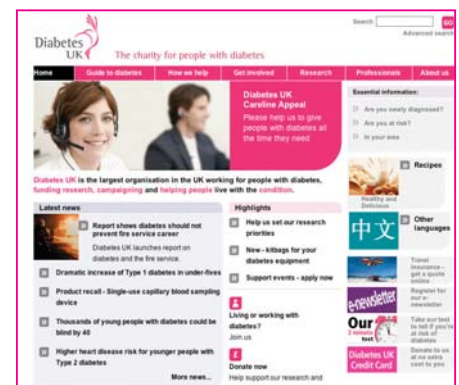 Search
GO
Advanced search
Diabetes
UK
The charity for people with diabetes
Home
Guide to diabetes
How we help
Get involved
Research
Professionals
About us
Diabetes UK
Careline Appeal
Please help us to give
people with diabetes all
the time they need
Essential information:
Are you newly diagnosed?
Are you at risk?
In your area
Diabetes UK is the largest organisation in the UK working for people with diabetes,
funding research, campaigning and helping people live with the condition.
Latest news
Report shows diabetes should not
prevent fire service career
Diabetes UK launches report on
diabetes and the fire service.
Dramatic increase of Type 1 diabetes in under-fives
Product recall - Single-use capillary blood sampling
device
Thousands of young people with diabetes could be
blind by 40
Higher heart disease risk for younger people with
Type 2 diabetes
More news...
Highlights
Help us set our research
priorities
New - kitbags for your
diabetes equipment
Support events - apply now
Living or working with
diabetes?
Join us
£
Donate now
Help support our research and
Recipes
Healthy and
Delicious
中文
Other
languages
Travel
insurance -
get a quote
online
e-newsletter
Register for
our e-
newsletter
Our
2 minute
test
Take our test
to tell if you're
at risk of
diabetes
Diabetes UK
Credit Card
Donate to us
at no extra
cost to you